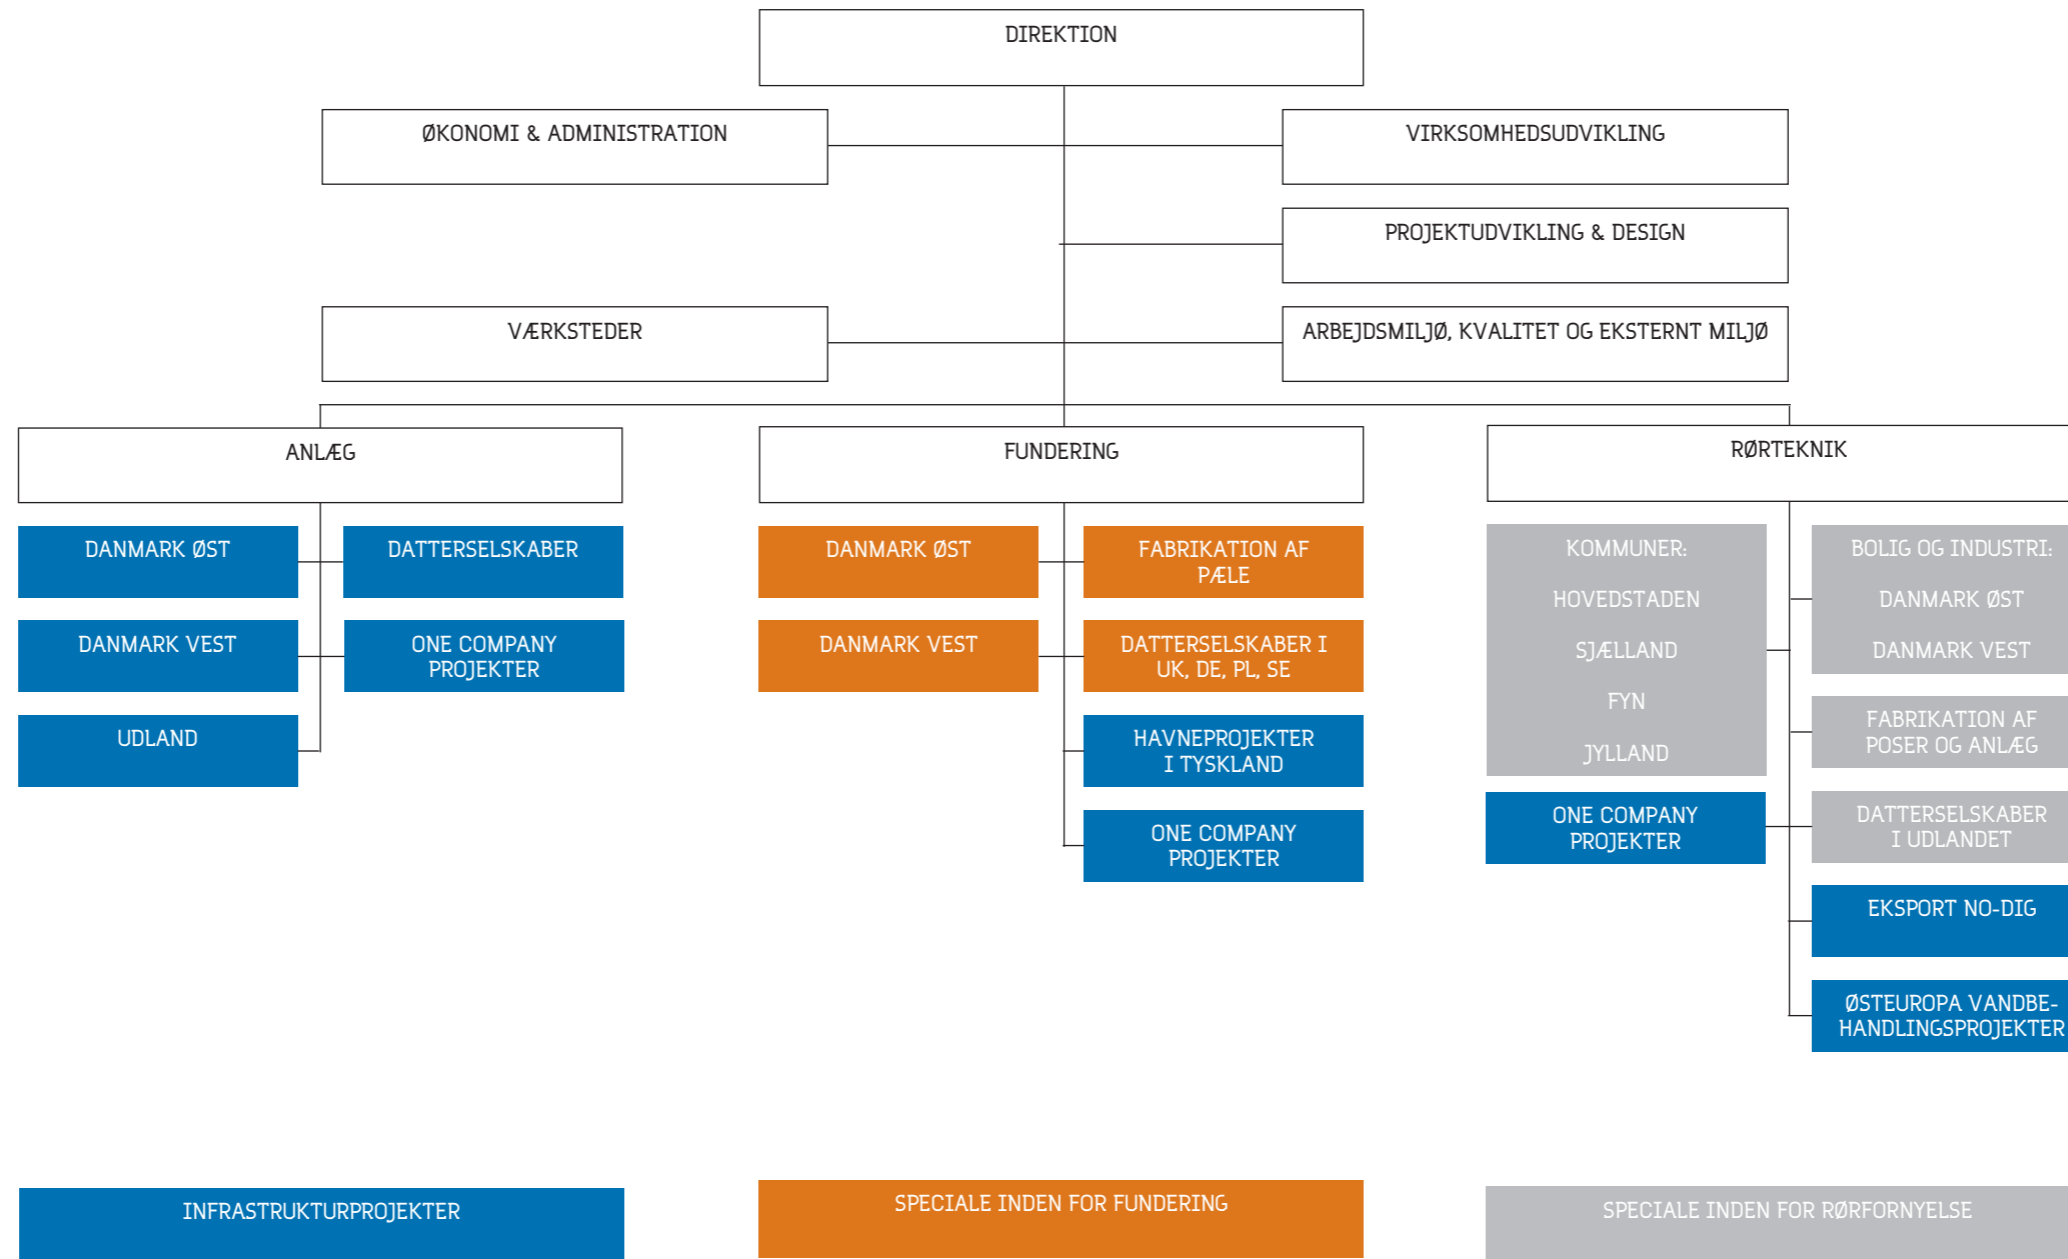 DIREKTION
ØKONOMI & ADMINISTRATION
VIRKSOMHEDSUDVIKLING
PROJEKTUDVIKLING & DESIGN
VÆRKSTEDER
ARBEJDSMILJØ, KVALITET OG EKSTERNT MILJØ
ANLÆG
DANMARK ØST
DATTERSELSKABER
DANMARK VEST
ONE COMPANY
PROJEKTER
UDLAND
FUNDERING
DANMARK ØST
FABRIKATION AF
PÆLE
DANMARK VEST
DATTERSELSKABER I
UK, DE, PL, SE
HAVNEPROJEKTER
I TYSKLAND
ONE COMPANY
PROJEKTER
RØRTEKNIK
KOMMUNER:
HOVEDSTADEN
SJÆLLAND
FYN
JYLLAND
BOLIG OG INDUSTRI:
DANMARK ØST
DANMARK VEST
FABRIKATION AF
POSER OG ANLÆG
ONE COMPANY
PROJEKTER
DATTERSELSKABER
I UDLANDET
EKSPORT NO-DIG
ØSTEUROPA VANDBE-
HANDLINGSPROJEKTER
INFRASTRUKTURPROJEKTER
SPECIALE INDEN FOR FUNDERING
SPECIALE INDEN FOR RØRFORNYELSE